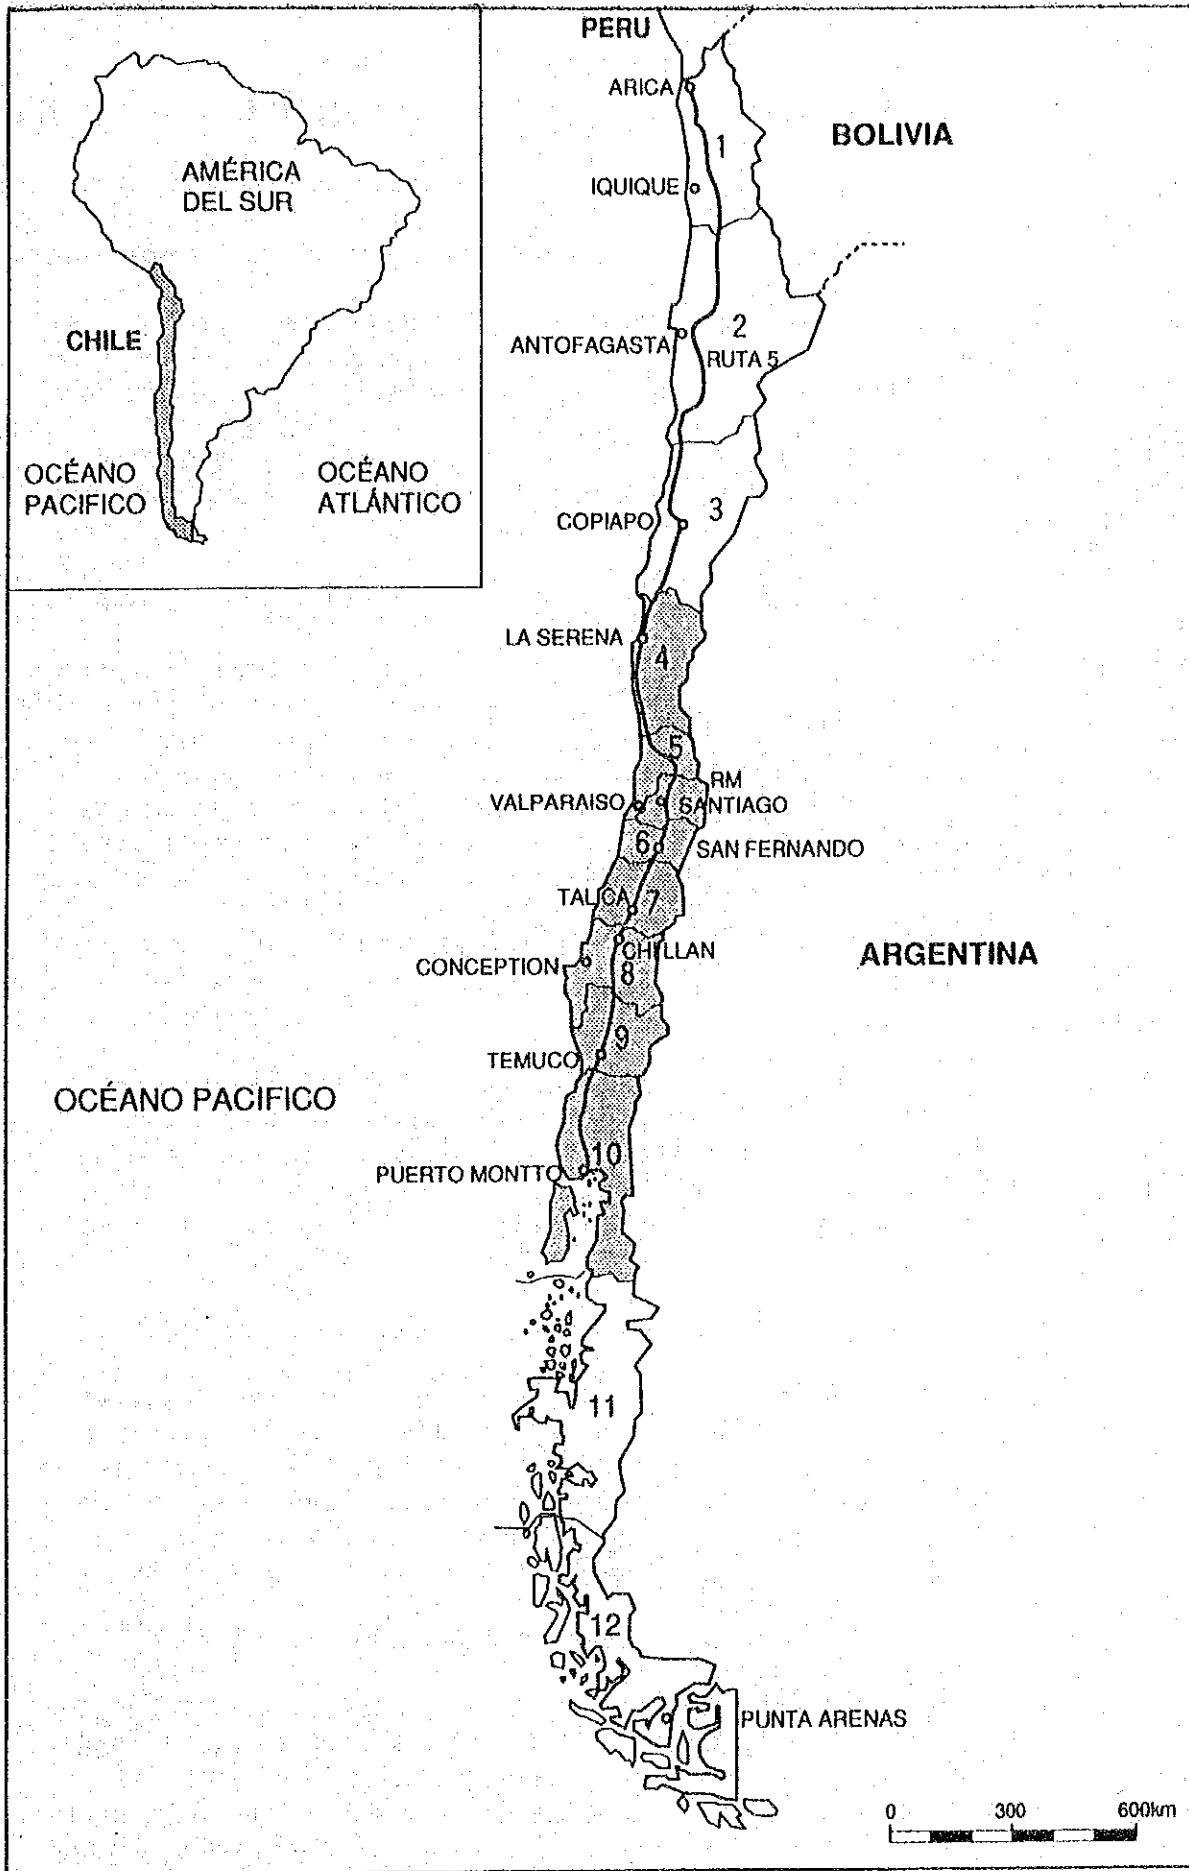 AMÉRICA
DEL SUR
CHILE
OCÉANO
PACIFICO
OCÉANO
ATLÁNTICO
PERU
ARICA
BOLIVIA
1
IQUIQUE
2
ANTOFAGASTA
RUTA 5
3
COPIAPO
LA SERENA
4
5
RM
VALPARAISO
SANTIAGO
6
SAN FERNANDO
TALICA
7
CHILLAN
ARGENTINA
CONCEPTION
8
9
TEMUCO
OCÉANO PACIFICO
10
PUERTO MONTTO
11
12
PUNTA ARENAS
0 300 600km